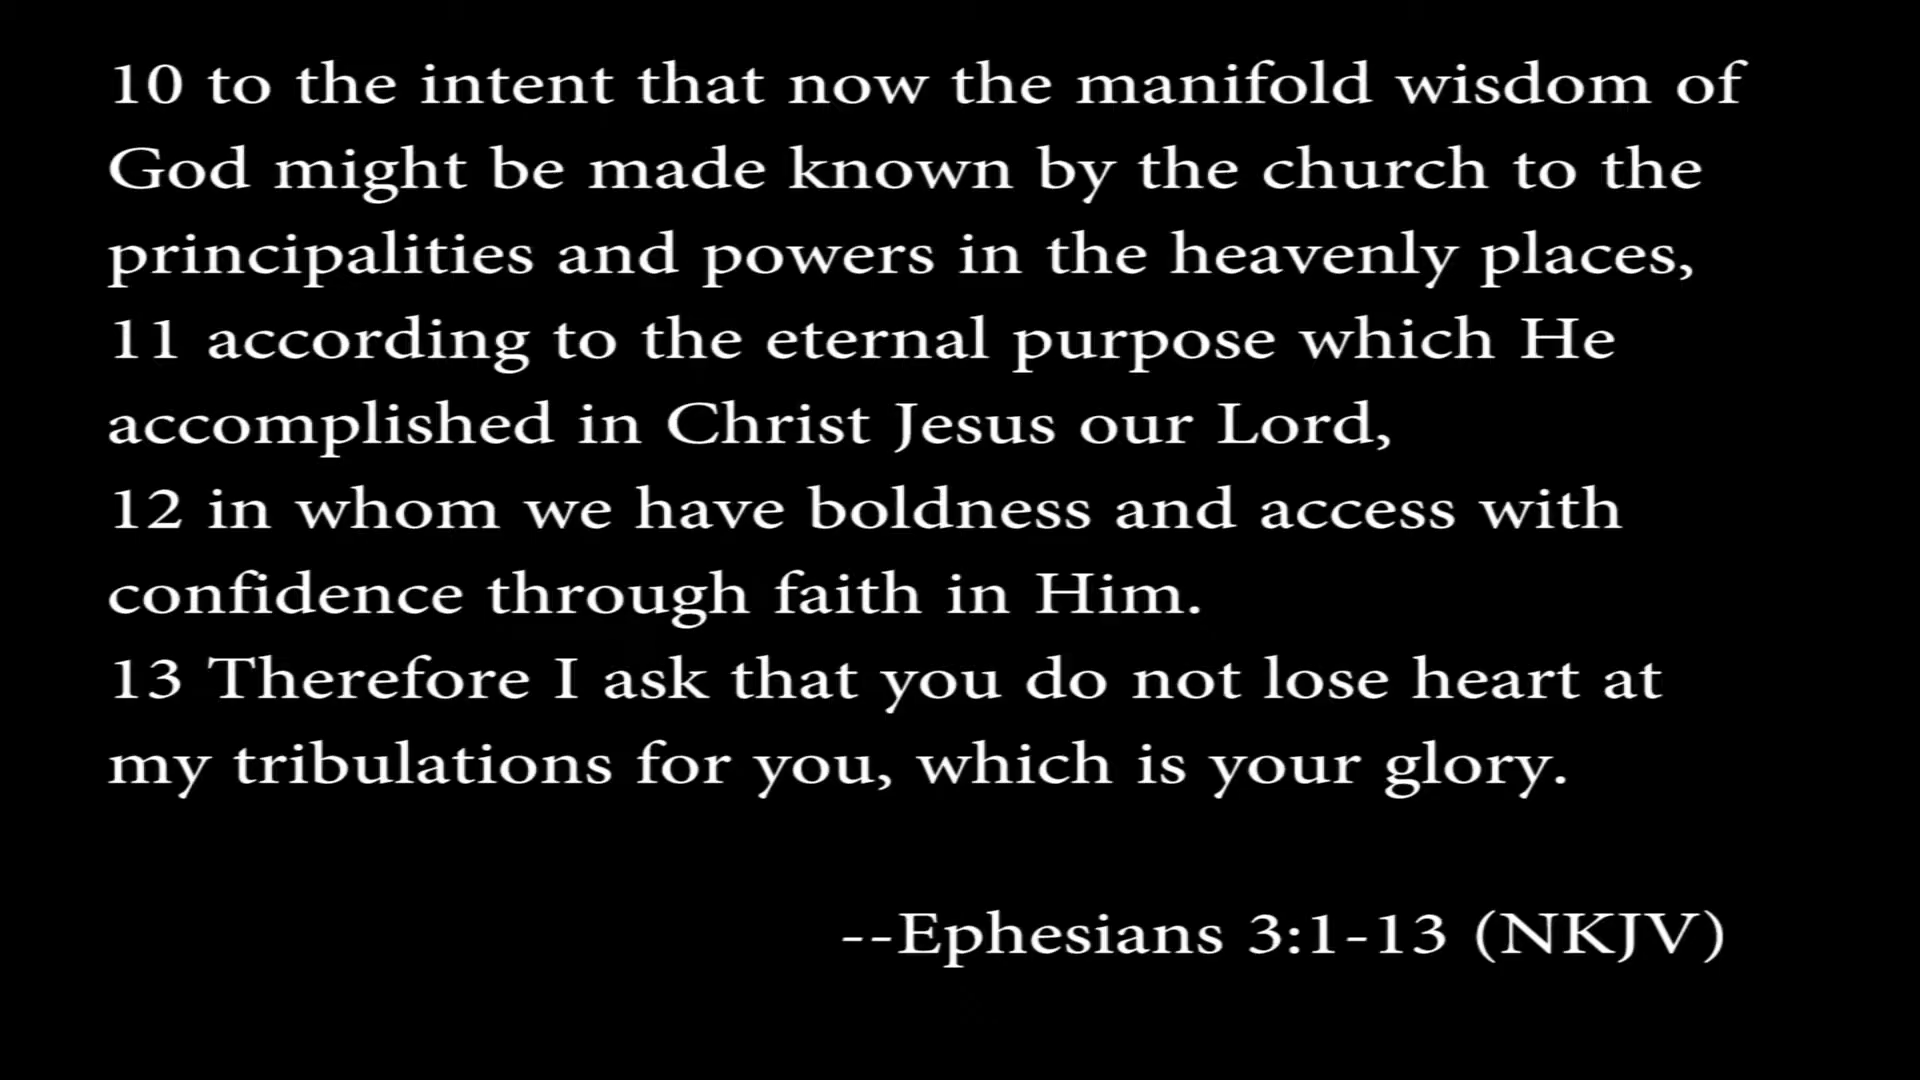 10 to the intent that now the manifold wisdom of
God might be made known by the church to the
principalities and powers in the heavenly places,
11 according to the eternal purpose which He
accomplished in Christ Jesus our Lord,
12 in whom we have boldness and access with
confidence through faith in Him.
13 Therefore I ask that you do not lose heart at
my tribulations for you, which is your glory.
--Ephesians 3:1-13 (NKJV)